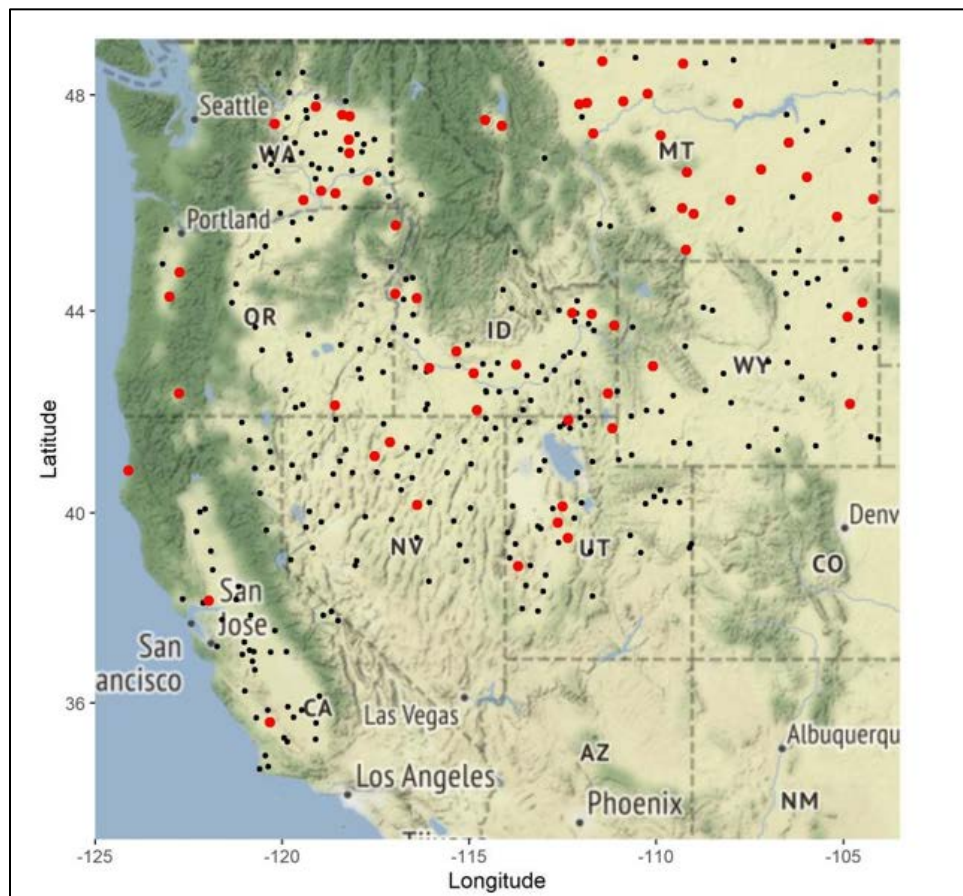 48
Seattle
WA
MT
Portland
44
QR
ID
WY
Latitude
40
NV
UT
Denv
CO
San
Jose
San
ancisco
36
CA
Las Vegas
Albuquerqu
AZ
Los Angeles
Phoenix
NM
-125
-120
-115
-110
-105
Longitude